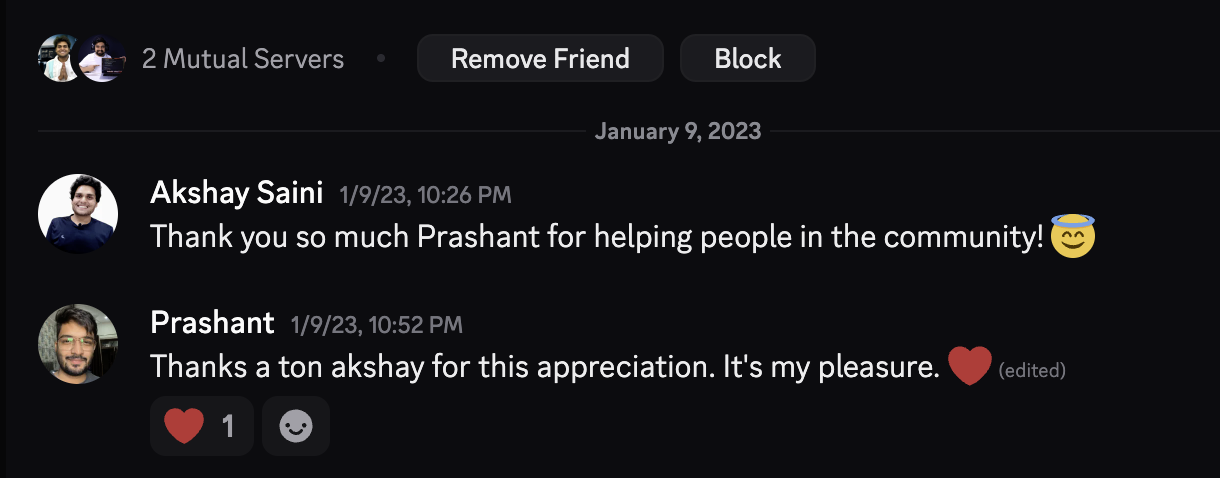 2 Mutual Servers • Remove Friend Block
January 9, 2023
Akshay Saini 1/9/23, 10:26 PM
Thank you so much Prashant for helping people in the community! 😇
Prashant 1/9/23, 10:52 PM
Thanks a ton akshay for this appreciation. It's my pleasure. ❤️ (edited)
❤️ 1